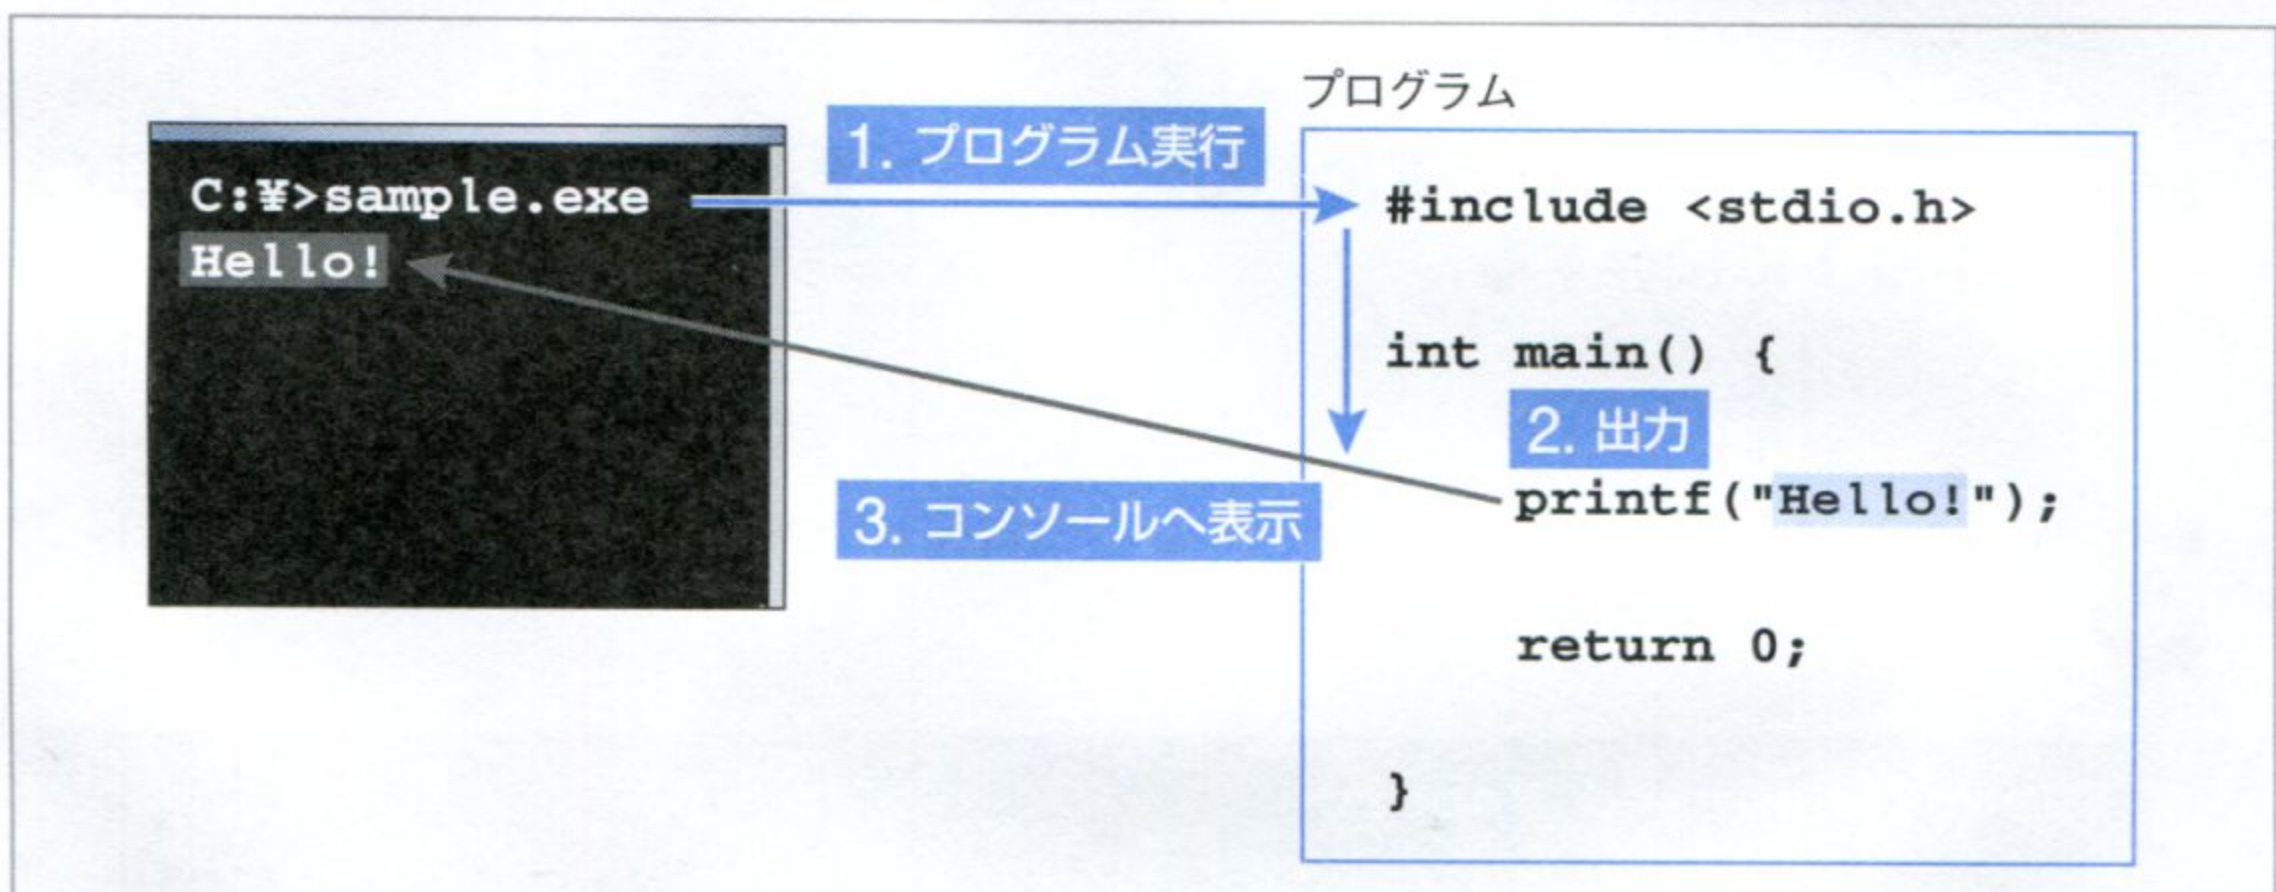 プログラム
1. プログラム実行
C:¥>sample.exe
Hello!
#include <stdio.h>
int main() {
2. 出力
printf("Hello!");
3. コンソールへ表示
return 0;
}